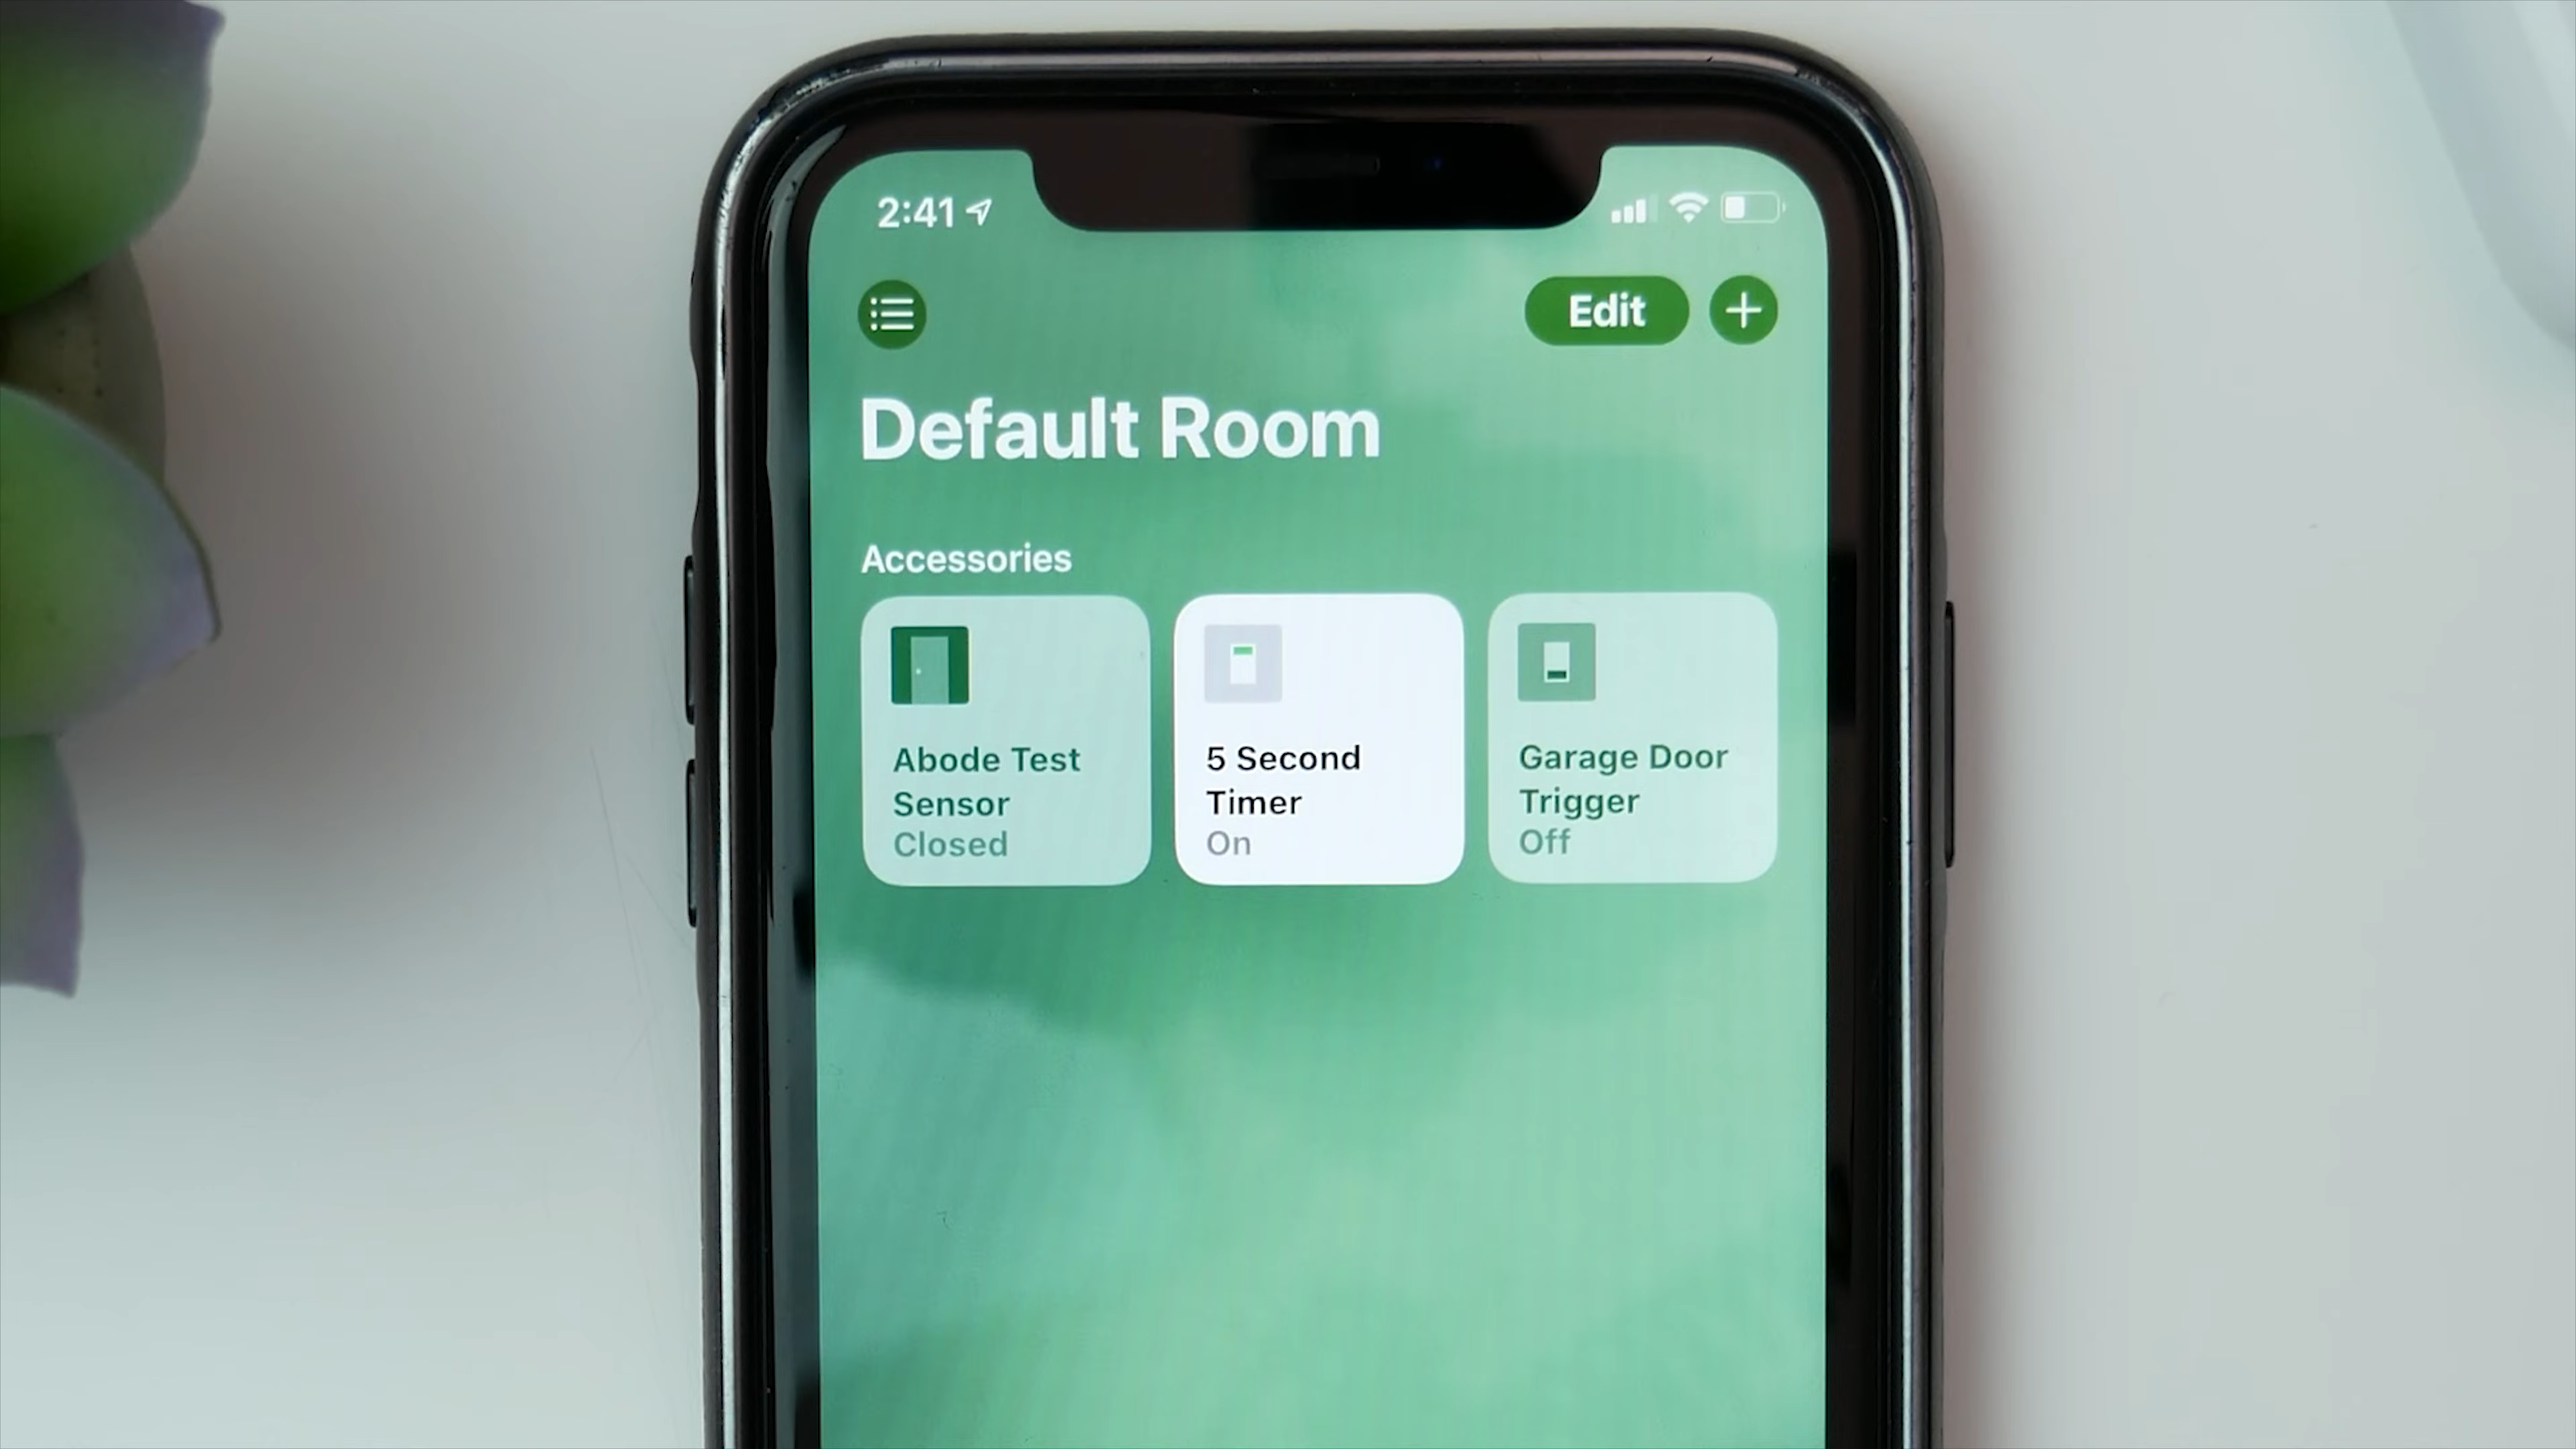 2:41
Edit
Default Room
Accessories
Abode Test
Sensor
Closed
5 Second
Timer
On
Garage Door
Trigger
Off